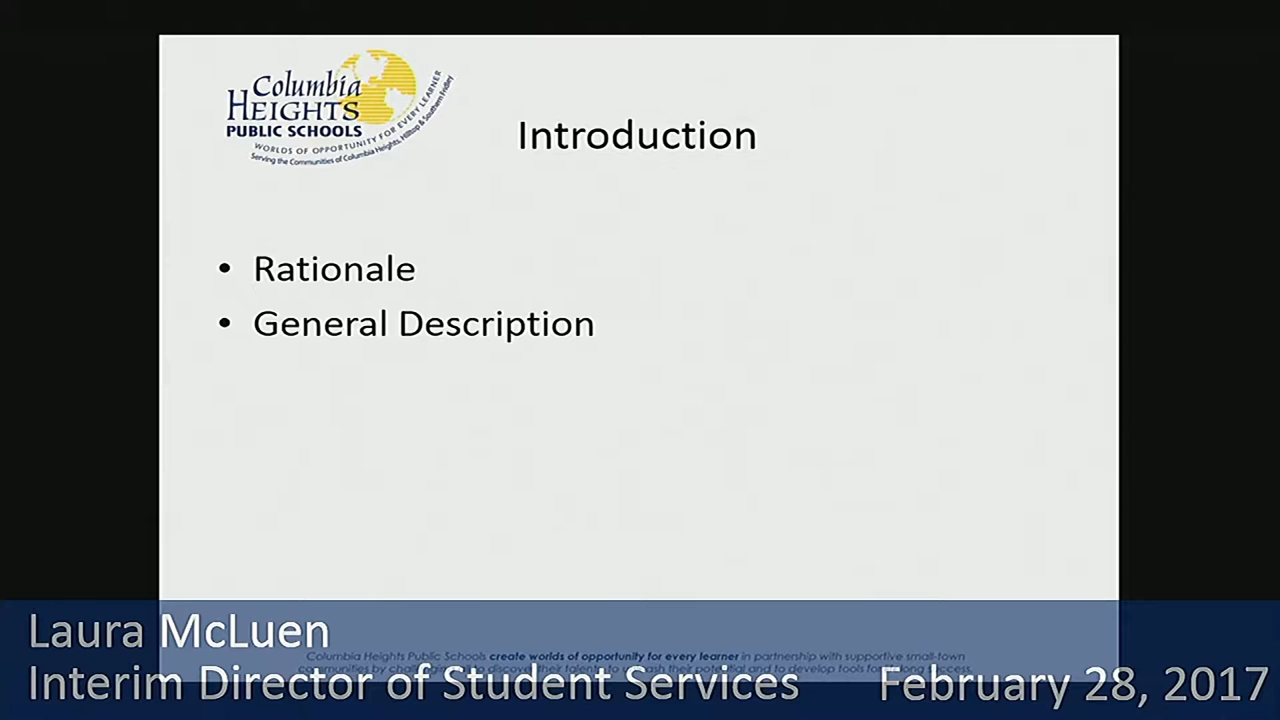 Columbia
HEIGHTS
PUBLIC SCHOOLS
WORLDS OF OPPORTUNITY FOR EVERY LEARNER
Serving the Communities of Columbia Heights, Hilltop & Southern Fridley
Introduction
• Rationale
• General Description
Laura McLuen
Columbia Heights Public Schools create worlds of opportunity for every learner in partnership with supportive small-town
communities by challenging all to discover their talents, to unleash their potential and to develop tools for lifelong success.
Interim Director of Student Services
February 28, 2017